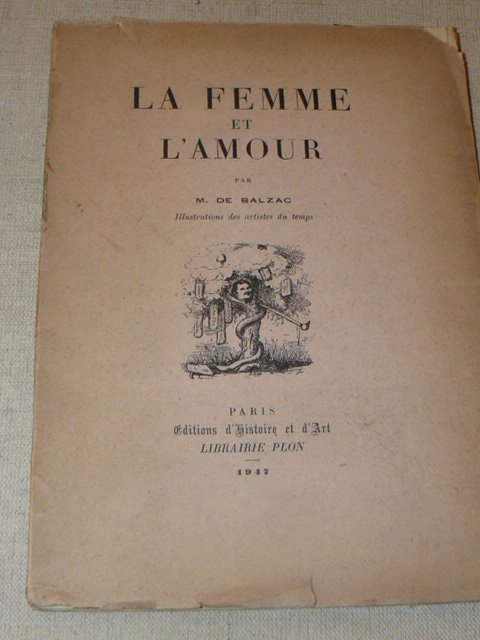 LA FEMME
ET
L'AMOUR
PAR
M. DE BALZAC
Illustrations des artistes du temps
PARIS
Editions d'Histoire et d'Art
LIBRAIRIE PLON
1947